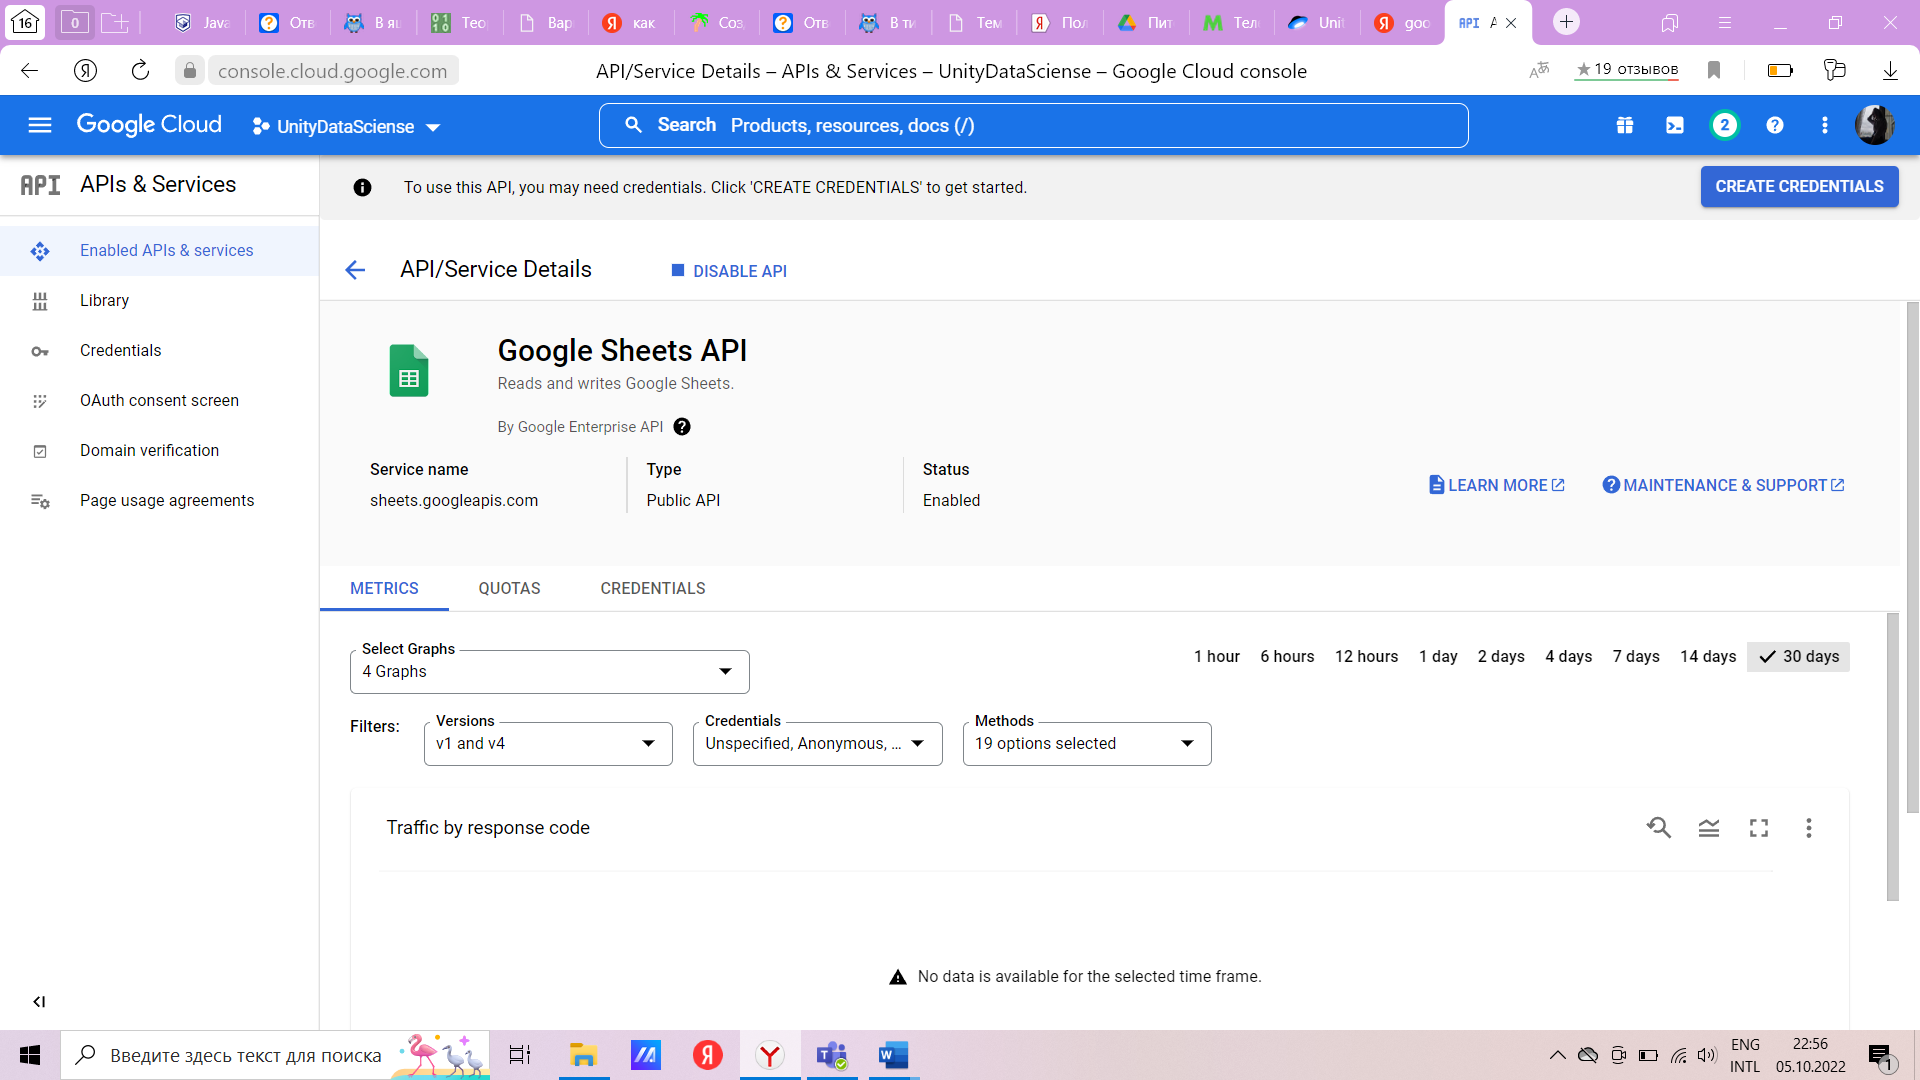 16 0 Java Отв В яц Тео Вар как Соз Отв В ти Тем Пол Пит Тел Unit goo API A
console.cloud.google.com API/Service Details – APIs & Services – UnityDataSciense – Google Cloud console 19 отзывов
Google Cloud UnityDataSciense Search Products, resources, docs (/) 2
API APIs & Services
To use this API, you may need credentials. Click 'CREATE CREDENTIALS' to get started. CREATE CREDENTIALS
Enabled APIs & services
Library
Credentials
OAuth consent screen
Domain verification
Page usage agreements
API/Service Details DISABLE API
Google Sheets API
Reads and writes Google Sheets.
By Google Enterprise API
Service name Type Status
sheets.googleapis.com Public API Enabled
LEARN MORE MAINTENANCE & SUPPORT
METRICS QUOTAS CREDENTIALS
Select Graphs
4 Graphs
1 hour 6 hours 12 hours 1 day 2 days 4 days 7 days 14 days 30 days
Filters:
Versions
v1 and v4
Credentials
Unspecified, Anonymous, ...
Methods
19 options selected
Traffic by response code
No data is available for the selected time frame.
Введите здесь текст для поиска
ENG
INTL
22:56
05.10.2022
1